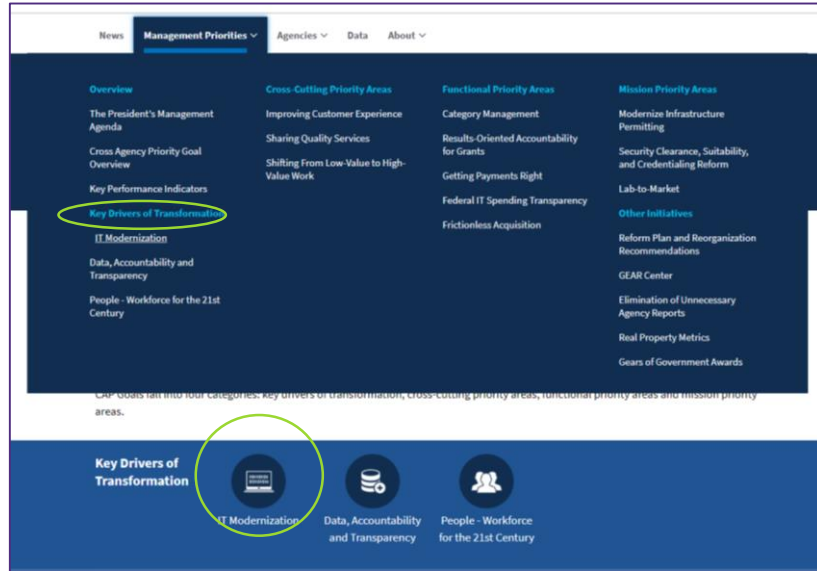 News Management Priorities Agencies Data About
Overview
The President's Management
Agenda
Cross Agency Priority Goal
Overview
Key Performance Indicators
Key Drivers of Transformation
IT Modernization
Data, Accountability and
Transparency
People - Workforce for the 21st
Century
Cross-Cutting Priority Areas
Improving Customer Experience
Sharing Quality Services
Shifting From Low-Value to High-
Value Work
Functional Priority Areas
Category Management
Results-Oriented Accountability
for Grants
Getting Payments Right
Federal IT Spending Transparency
Frictionless Acquisition
Mission Priority Areas
Modernize Infrastructure
Permitting
Security Clearance, Suitability,
and Credentialing Reform
Lab-to-Market
Other Initiatives
Reform Plan and Reorganization
Recommendations
GEAR Center
Elimination of Unnecessary
Agency Reports
Real Property Metrics
Gears of Government Awards
CAP Goals fall into four categories: key drivers of transformation, cross-cutting priority areas, functional priority areas and mission priority
areas.
Key Drivers of
Transformation
IT Modernization
Data, Accountability
and Transparency
People - Workforce
for the 21st Century